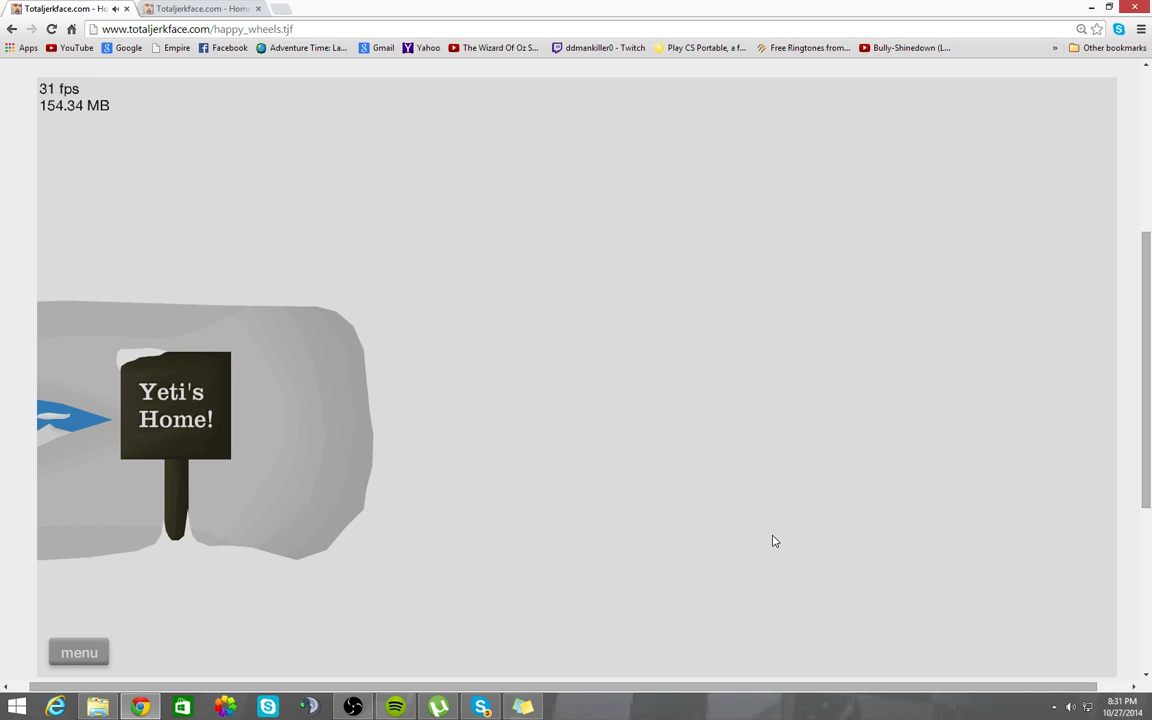 Totaljerkface.com - Ho
Totaljerkface.com - Hom
www.totaljerkface.com/happy_wheels.tjf
Apps YouTube Google Empire Facebook Adventure Time: La... Gmail Yahoo The Wizard Of Oz S... ddmankiller0 - Twitch Play CS Portable, a f... Free Ringtones from... Bully-Shinedown (L... » Other bookmarks
31 fps
154.34 MB
Yeti's
Home!
menu
8:31 PM
10/27/2014